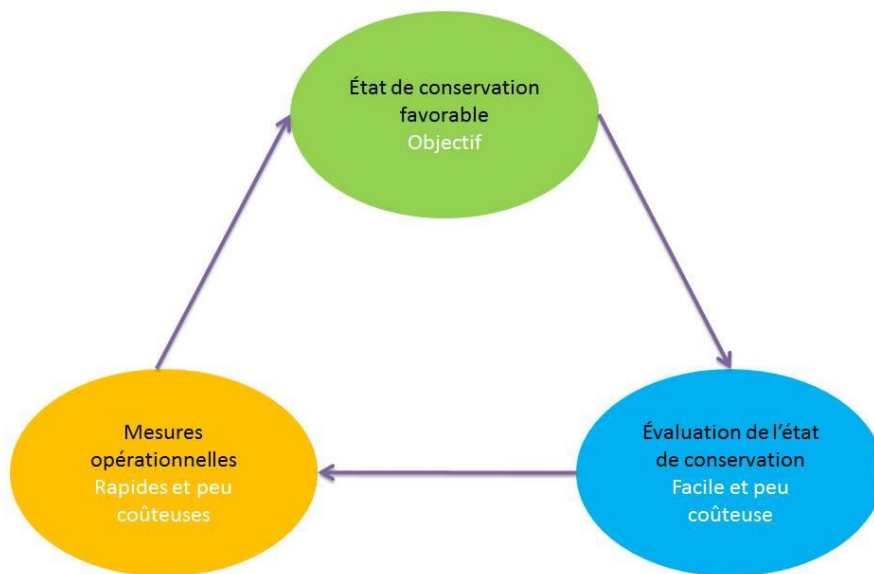 État de conservation
favorable
Objectif
Mesures
opérationnelles
Rapides et peu
coûteuses
Évaluation de l'état
de conservation
Facile et peu
coûteuse